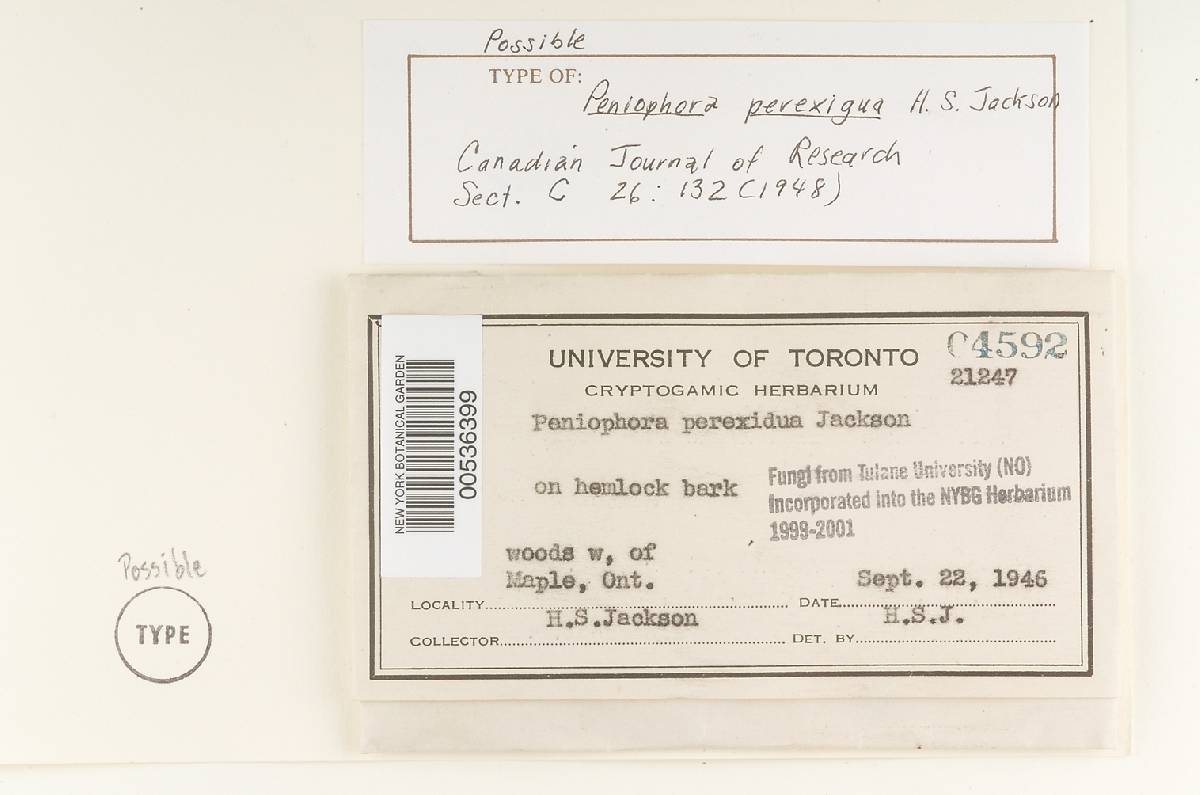 Possible
TYPE OF:
Peniophora perexigua H. S. Jackson
Canadian Journal of Research
Sect. C 26: 132 (1948)
UNIVERSITY OF TORONTO
C4592
CRYPTOGAMIC HERBARIUM
21247
Peniophora perexidua Jackson
on hemlock bark
Fungi from Tulane University (NO)
Incorporated into the NYBG Herbarium
1999-2001
woods w, of
Maple, Ont.
Sept. 22, 1946
LOCALITY
DATE
H.S.Jackson
H.S.J.
COLLECTOR
DET. BY
NEW YORK BOTANICAL GARDEN
00536399
Possible
TYPE